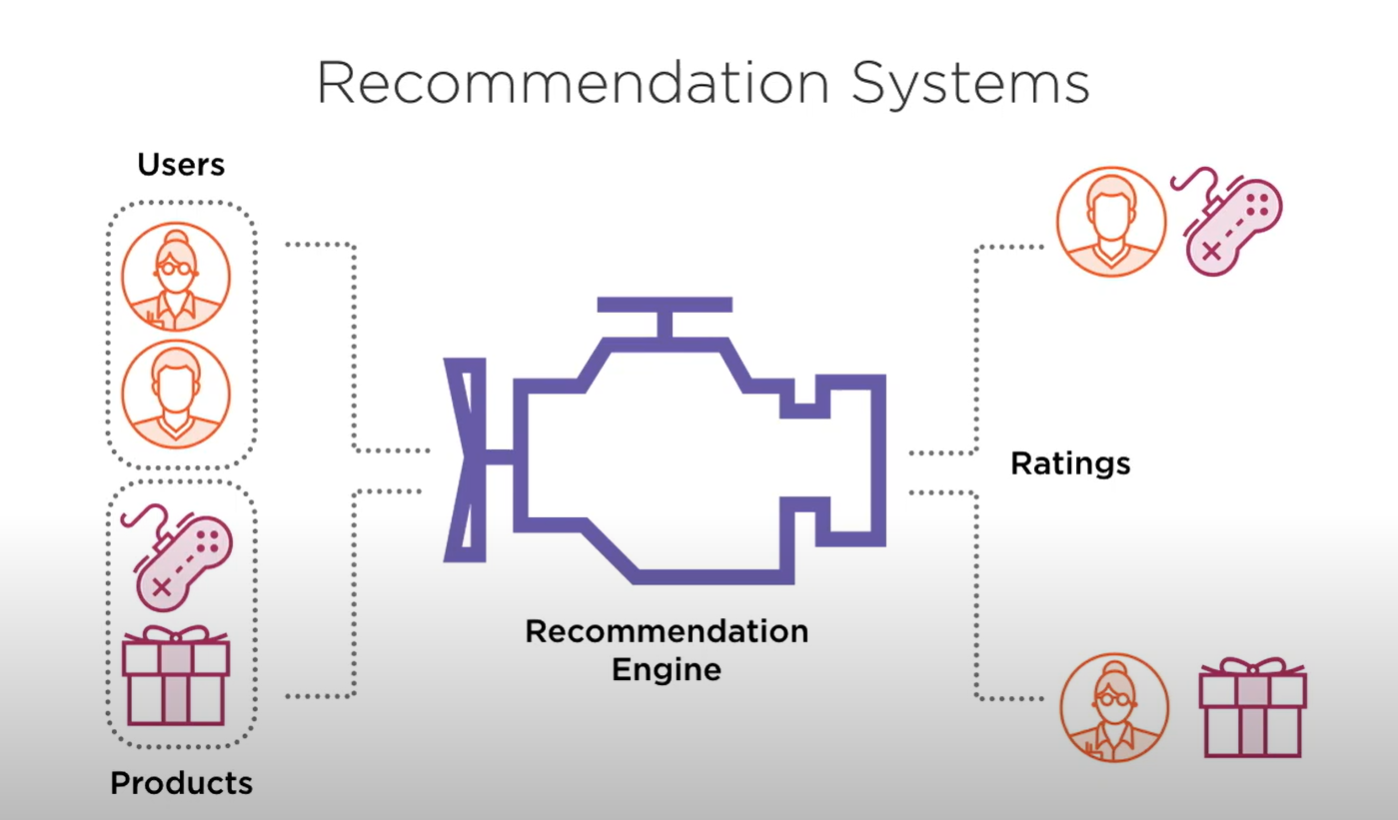 Recommendation Systems
Users
Ratings
Recommendation
Engine
Products